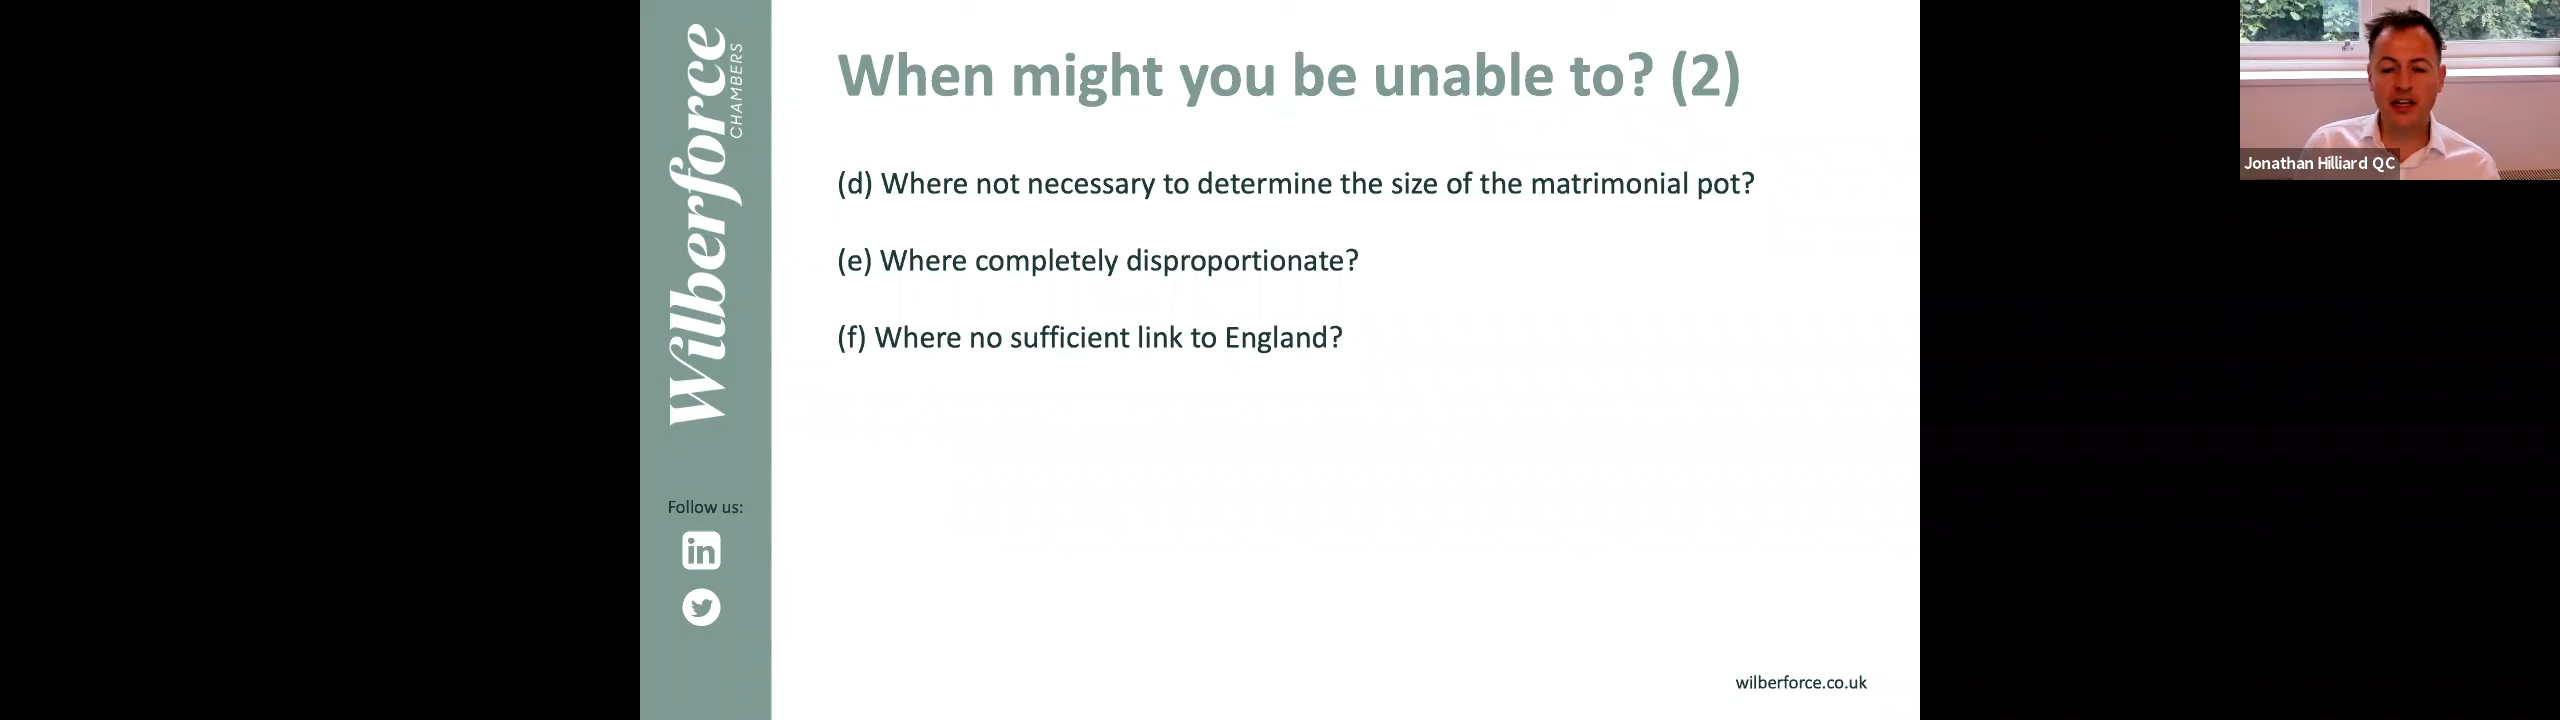 Wilberforce
CHAMBERS
When might you be unable to? (2)
(d) Where not necessary to determine the size of the matrimonial pot?
(e) Where completely disproportionate?
(f) Where no sufficient link to England?
Follow us:
in
wilberforce.co.uk
Jonathan Hilliard QC